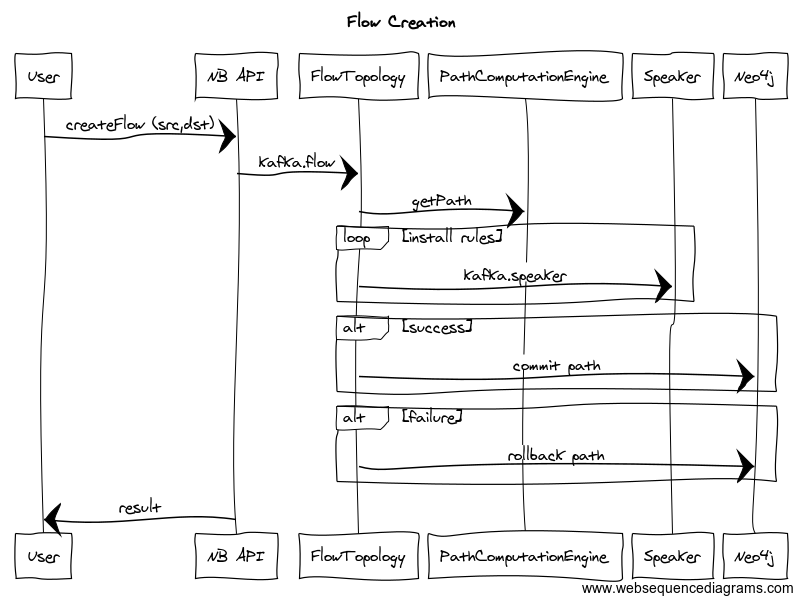 Flow Creation
User NB API FlowTopology PathComputationEngine Speaker Neo4j
createFlow (src,dst)
kafka.flow
getPath
loop [install rules]
kafka.speaker
alt [success]
commit path
alt [failure]
rollback path
result
User NB API FlowTopology PathComputationEngine Speaker Neo4j
www.websequencediagrams.com